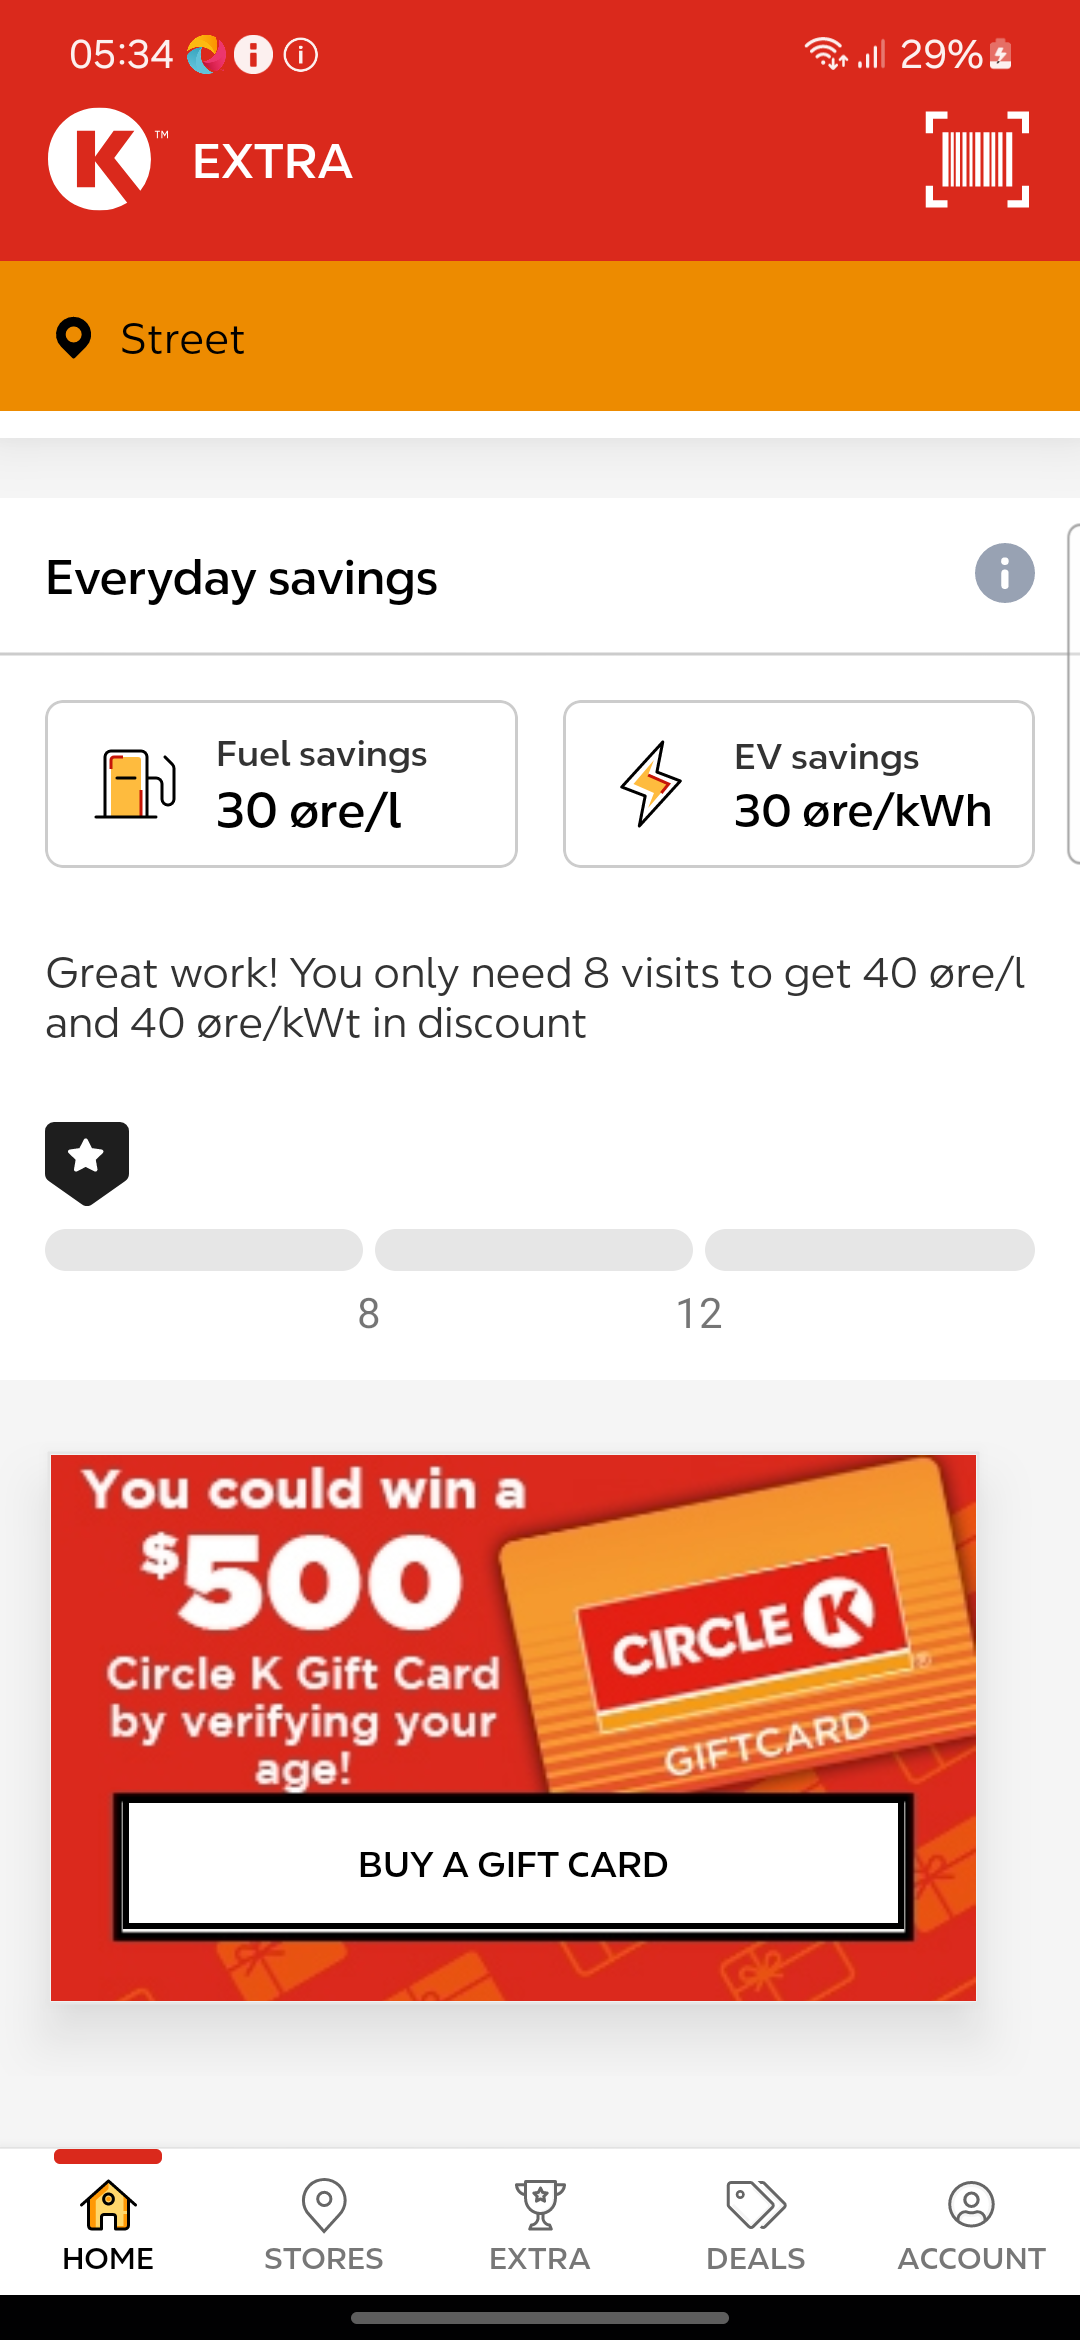 05:34
29%
K™ EXTRA
Street
Everyday savings
Fuel savings
30 øre/l
EV savings
30 øre/kWh
Great work! You only need 8 visits to get 40 øre/l
and 40 øre/kWt in discount
8
12
You could win a
$500
Circle K Gift Card
by verifying your
age!
CIRCLE K®
GIFTCARD
BUY A GIFT CARD
HOME
STORES
EXTRA
DEALS
ACCOUNT